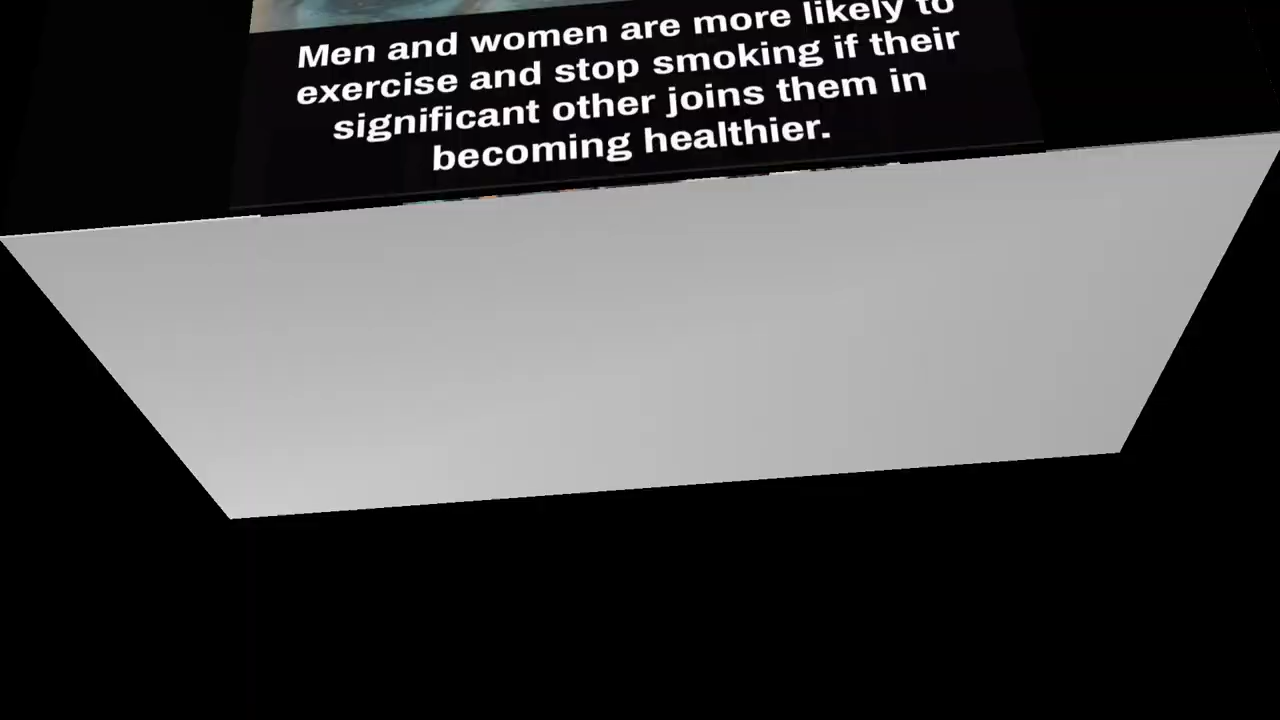 Men and women are more likely to
exercise and stop smoking if their
significant other joins them in
becoming healthier.